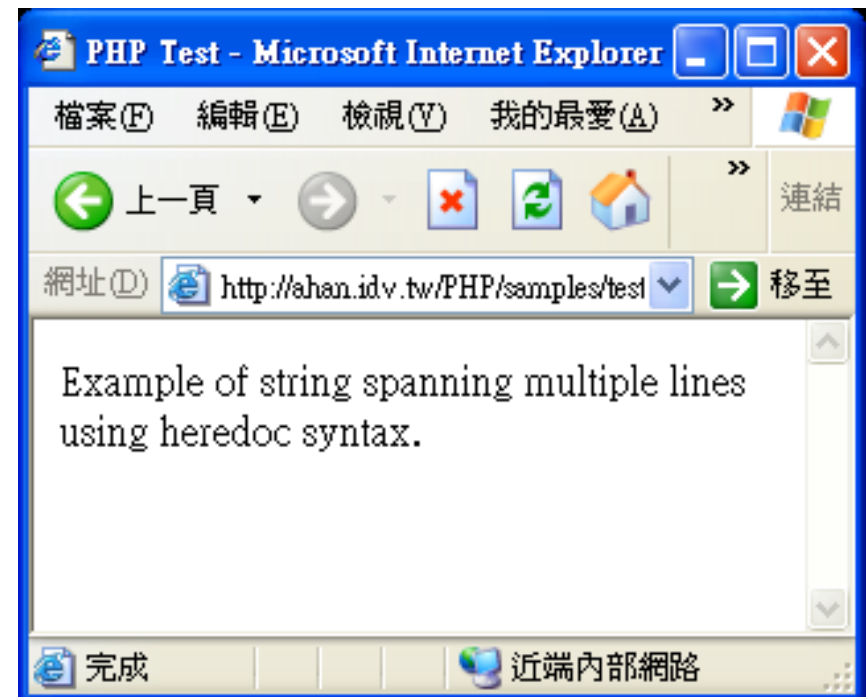 PHP Test - Microsoft Internet Explorer
檔案(F) 編輯(E) 檢視(V) 我的最愛(A) »
上一頁 » 連結
網址(D) http://ahan.idv.tw/PHP/samples/test 移至
Example of string spanning multiple lines
using heredoc syntax.
完成 近端內部網路